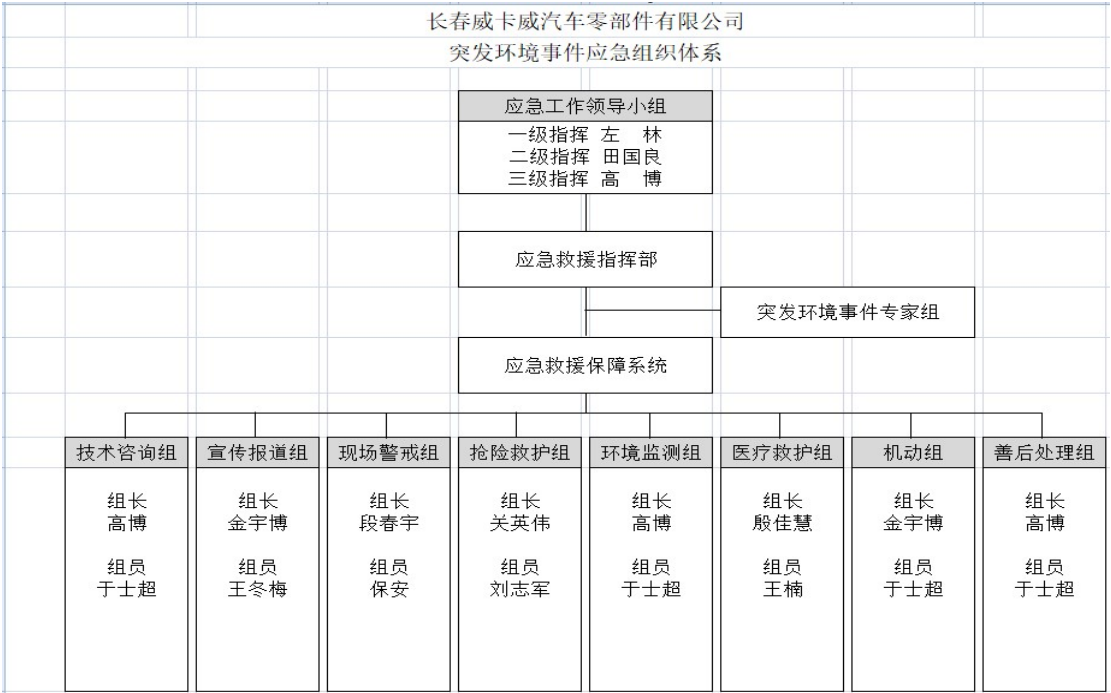 长春威卡威汽车零部件有限公司
突发环境事件应急组织体系
应急工作领导小组
一级指挥 左 林
二级指挥 田国良
三级指挥 高 博
应急救援指挥部
突发环境事件专家组
应急救援保障系统
技术咨询组
组长
高博
组员
于士超
宣传报道组
组长
金宇博
组员
王冬梅
现场警戒组
组长
段春宇
组员
保安
抢险救护组
组长
关英伟
组员
刘志军
环境监测组
组长
高博
组员
于士超
医疗救护组
组长
殷佳慧
组员
王楠
机动组
组长
金宇博
组员
于士超
善后处理组
组长
高博
组员
于士超